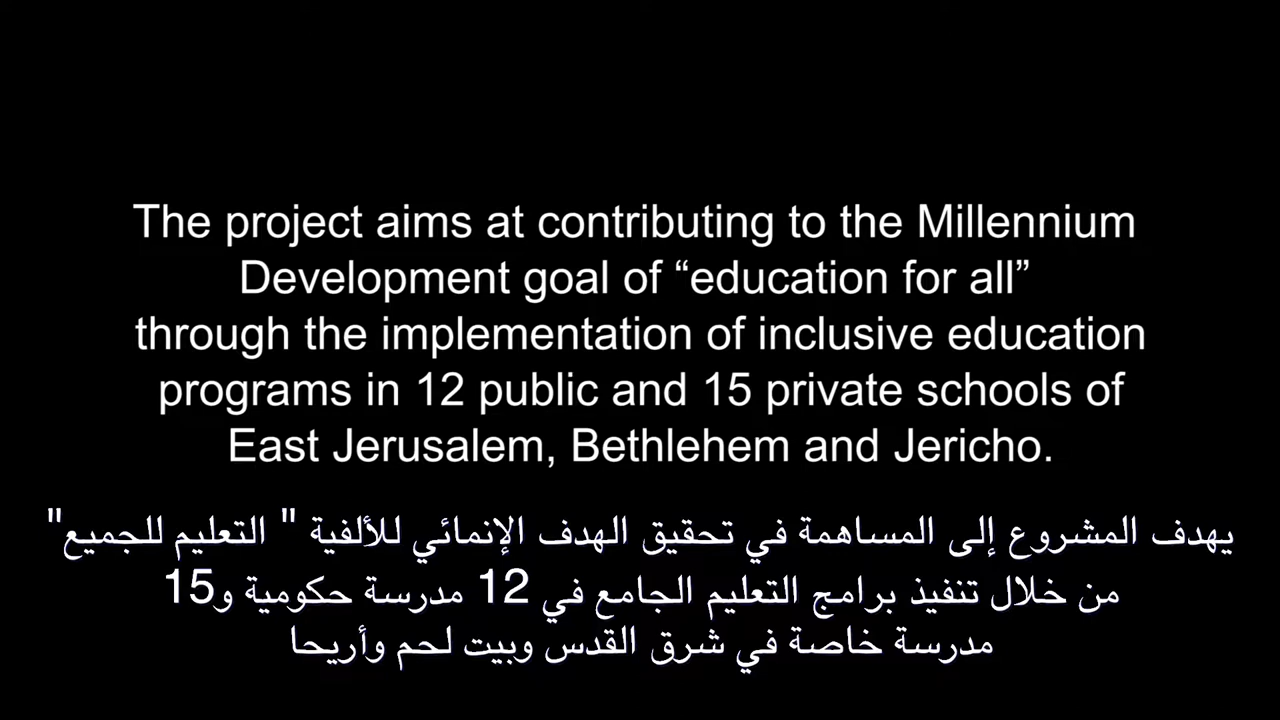 The project aims at contributing to the Millennium
Development goal of “education for all”
through the implementation of inclusive education
programs in 12 public and 15 private schools of
East Jerusalem, Bethlehem and Jericho.
يهدف المشروع إلى المساهمة في تحقيق الهدف الإنمائي للألفية " التعليم للجميع"
من خلال تنفيذ برامج التعليم الجامع في 12 مدرسة حكومية و15
مدرسة خاصة في شرق القدس وبيت لحم وأريحا